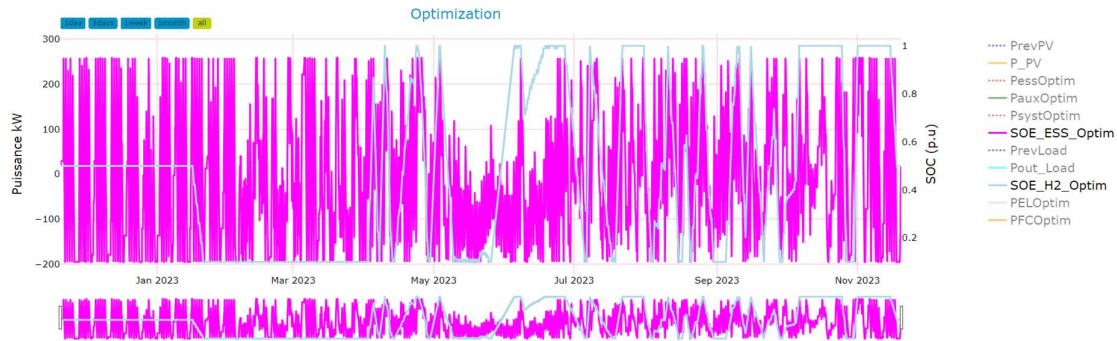 Optimization
1day 3days 1week 1month all
300
200
100
0
−100
−200
Puissance kW
1
0.8
0.6
0.4
0.2
SOC (p.u)
Jan 2023 Mar 2023 May 2023 Jul 2023 Sep 2023 Nov 2023
PrevPV
P_PV
PessOptim
PauxOptim
PsystOptim
SOE_ESS_Optim
PrevLoad
Pout_Load
SOE_H2_Optim
PELOptim
PFCOptim